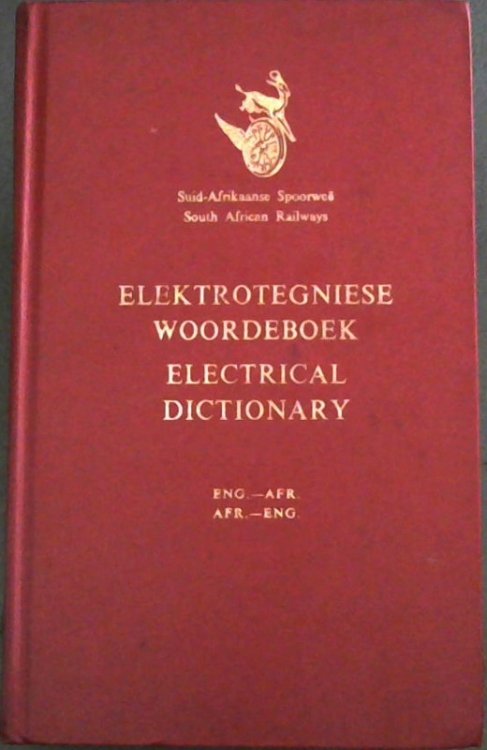 Suid-Afrikaanse Spoorweë
South African Railways
ELEKTROTEGNIESE
WOORDEBOEK
ELECTRICAL
DICTIONARY
ENG.—AFR.
AFR.—ENG.